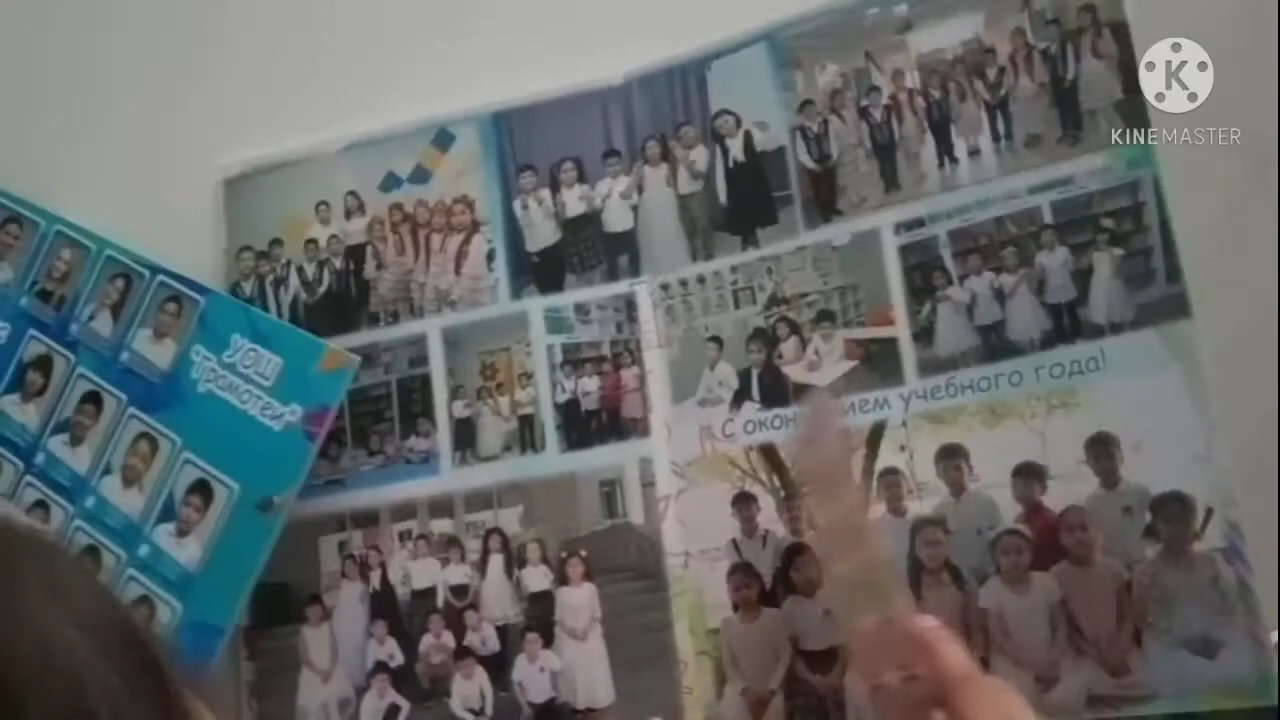 KINEMASTER
УОШ
"Грамотей"
С окон ием учебного года!